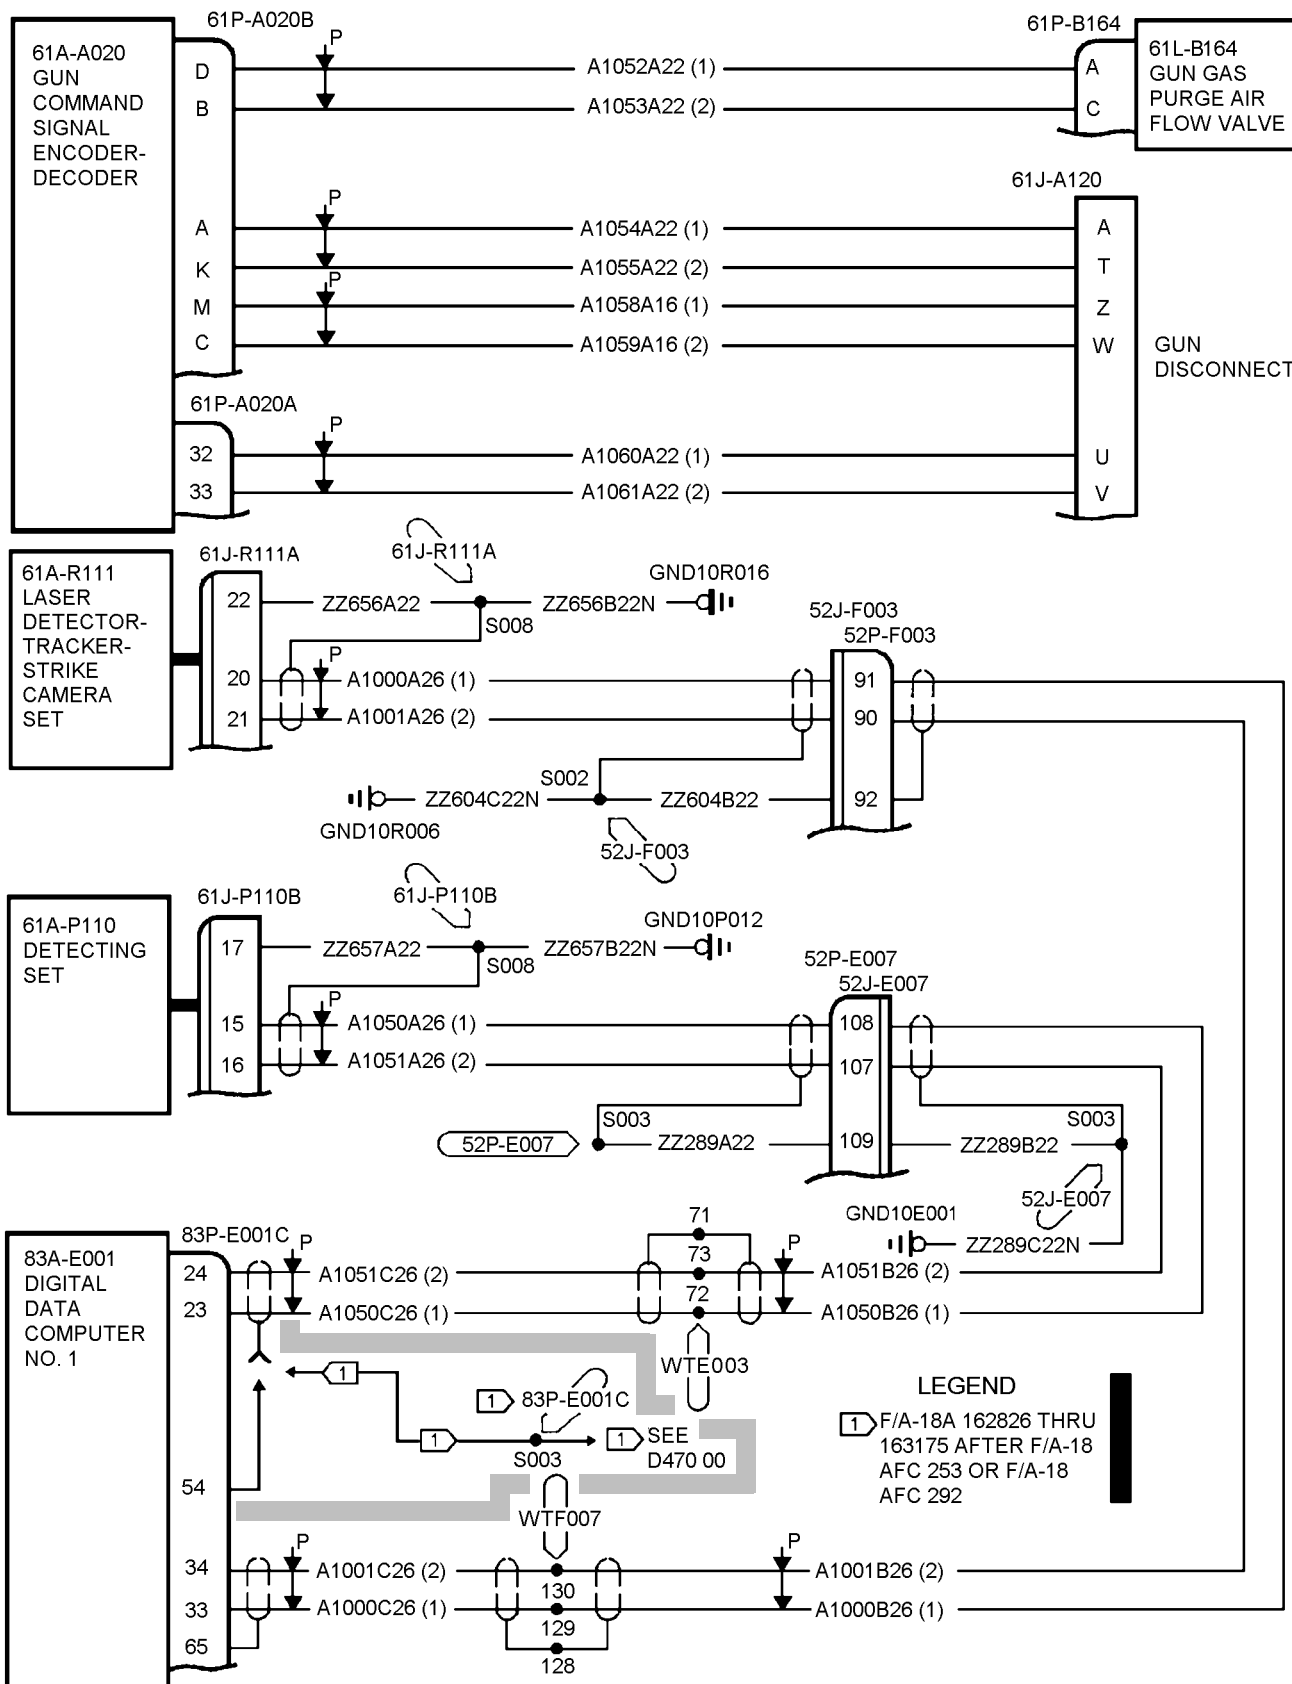 61P-A020B
61P-B164
61A-A020
GUN
COMMAND
SIGNAL
ENCODER-
DECODER
P
D
A1052A22 (1)
A
B
A1053A22 (2)
C
61L-B164
GUN GAS
PURGE AIR
FLOW VALVE
61J-A120
P
A
A1054A22 (1)
A
K
A1055A22 (2)
T
P
M
A1058A16 (1)
Z
C
A1059A16 (2)
W
GUN
DISCONNECT
61P-A020A
P
32
A1060A22 (1)
U
33
A1061A22 (2)
V
61A-R111
LASER
DETECTOR-
TRACKER-
STRIKE
CAMERA
SET
61J-R111A
61J-R111A
GND10R016
22
ZZ656A22
ZZ656B22N
S008
52J-F003
52P-F003
P
20
A1000A26 (1)
91
21
A1001A26 (2)
90
S002
ZZ604C22N
ZZ604B22
92
GND10R006
52J-F003
61A-P110
DETECTING
SET
61J-P110B
61J-P110B
GND10P012
17
ZZ657A22
ZZ657B22N
S008
52P-E007
52J-E007
P
15
A1050A26 (1)
108
16
A1051A26 (2)
107
S003
S003
52P-E007
ZZ289A22
109
ZZ289B22
52J-E007
GND10E001
ZZ289C22N
83A-E001
DIGITAL
DATA
COMPUTER
NO. 1
83P-E001C
71
P
P
73
24
A1051C26 (2)
A1051B26 (2)
72
23
A1050C26 (1)
A1050B26 (1)
WTE003
1
1
83P-E001C
1
1
SEE
D470 00
S003
LEGEND
1
F/A-18A 162826 THRU
163175 AFTER F/A-18
AFC 253 OR F/A-18
AFC 292
54
WTF007
P
P
34
A1001C26 (2)
A1001B26 (2)
130
33
A1000C26 (1)
A1000B26 (1)
129
65
128